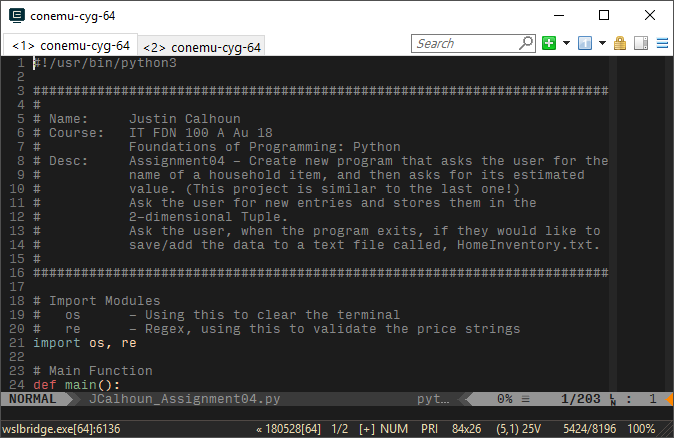 conemu-cyg-64
<1> conemu-cyg-64 <2> conemu-cyg-64 Search
1 #!/usr/bin/python3
2
3 ########################################################################
4 #
5 # Name:     Justin Calhoun
6 # Course:   IT FDN 100 A Au 18
7 #           Foundations of Programming: Python
8 # Desc:     Assignment04 - Create new program that asks the user for the
9 #           name of a household item, and then asks for its estimated
10 #           value. (This project is similar to the last one!)
11 #           Ask the user for new entries and stores them in the
12 #           2-dimensional Tuple.
13 #           Ask the user, when the program exits, if they would like to
14 #           save/add the data to a text file called, HomeInventory.txt.
15 #
16 ########################################################################
17
18 # Import Modules
19 #   os      - Using this to clear the terminal
20 #   re      - Regex, using this to validate the price strings
21 import os, re
22
23 # Main Function
24 def main():
NORMAL JCalhoun_Assignment04.py pyt… 0% ≡ 1/203 LN : 1
wslbridge.exe[64]:6136 « 180528[64] 1/2 [+] NUM PRI 84x26 (5,1) 25V 5424/8196 100%